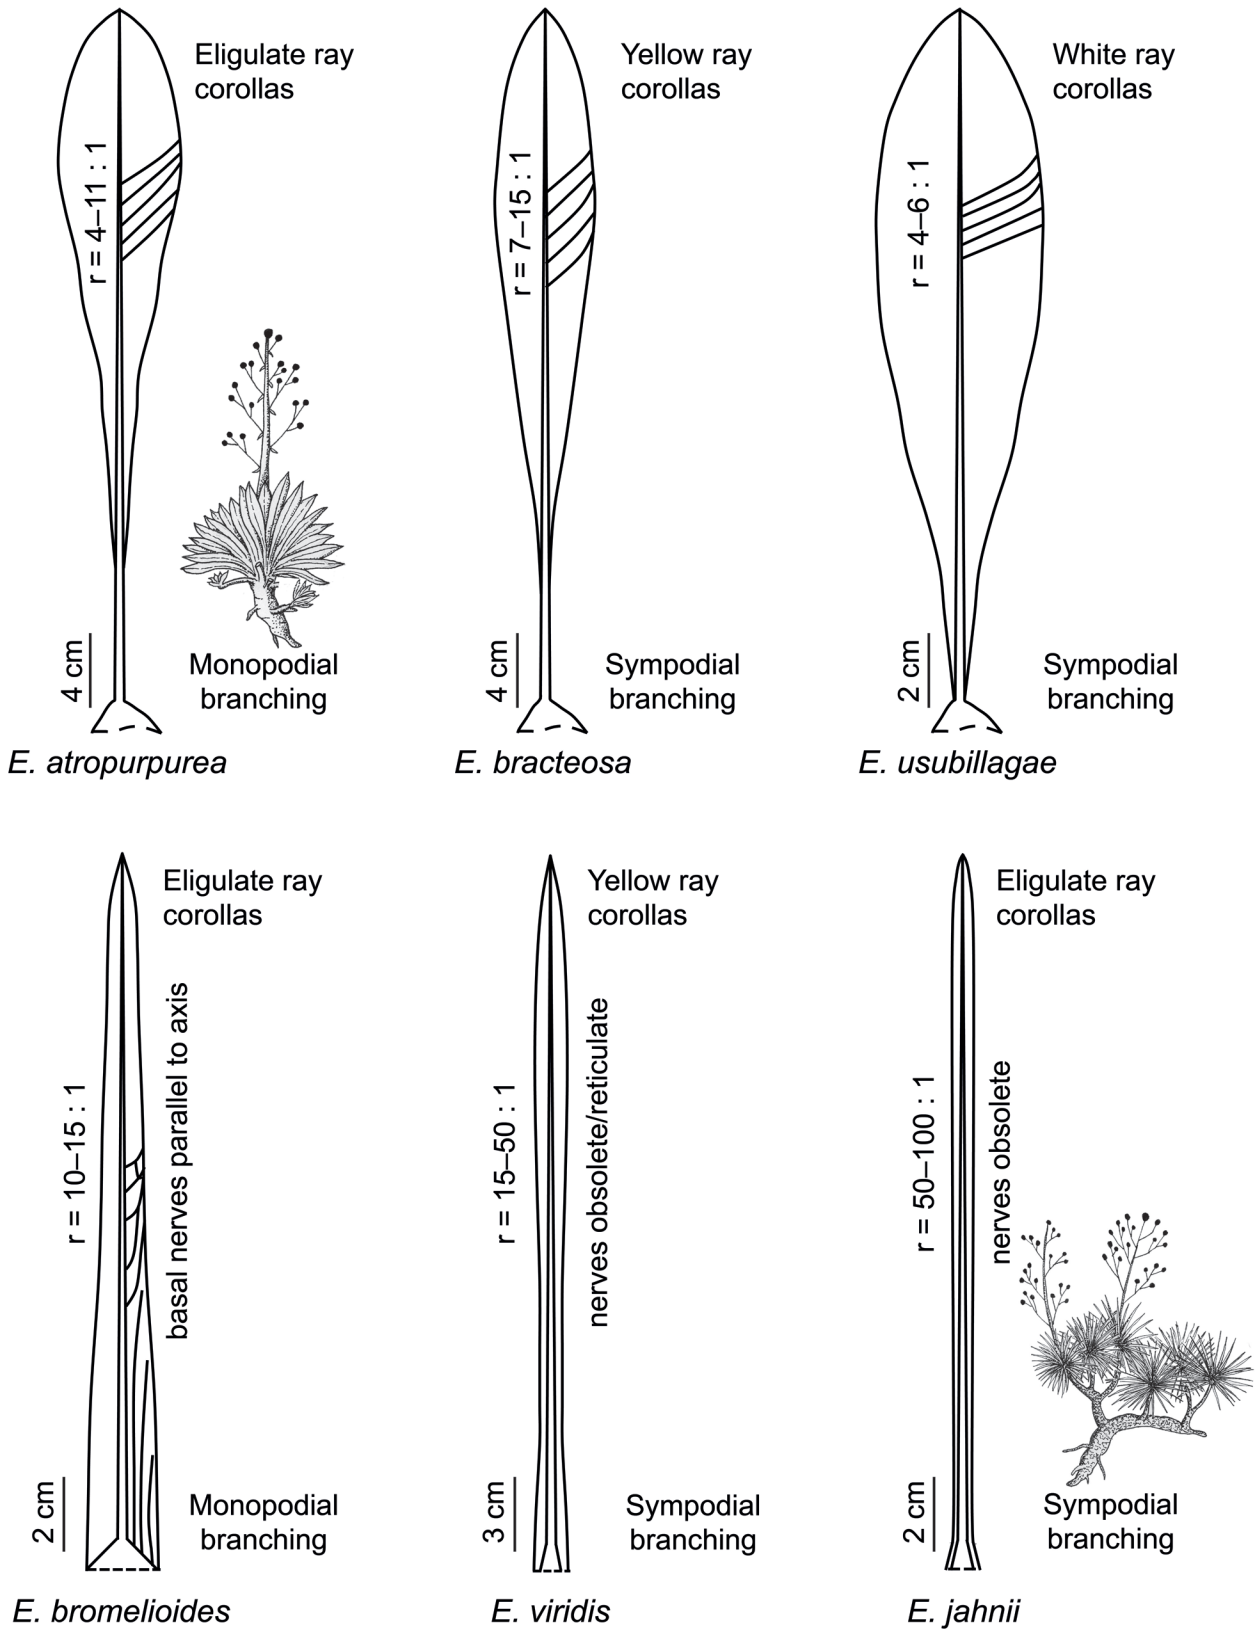 Eligulate ray
corollas
r = 4–11 : 1
4 cm
Monopodial
branching
E. atropurpurea
Yellow ray
corollas
r = 7–15 : 1
4 cm
Sympodial
branching
E. bracteosa
White ray
corollas
r = 4–6 : 1
2 cm
Sympodial
branching
E. usubillagae
Eligulate ray
corollas
r = 10–15 : 1
basal nerves parallel to axis
2 cm
Monopodial
branching
E. bromelioides
Yellow ray
corollas
r = 15–50 : 1
nerves obsolete/reticulate
3 cm
Sympodial
branching
E. viridis
Eligulate ray
corollas
r = 50–100 : 1
nerves obsolete
2 cm
Sympodial
branching
E. jahnii